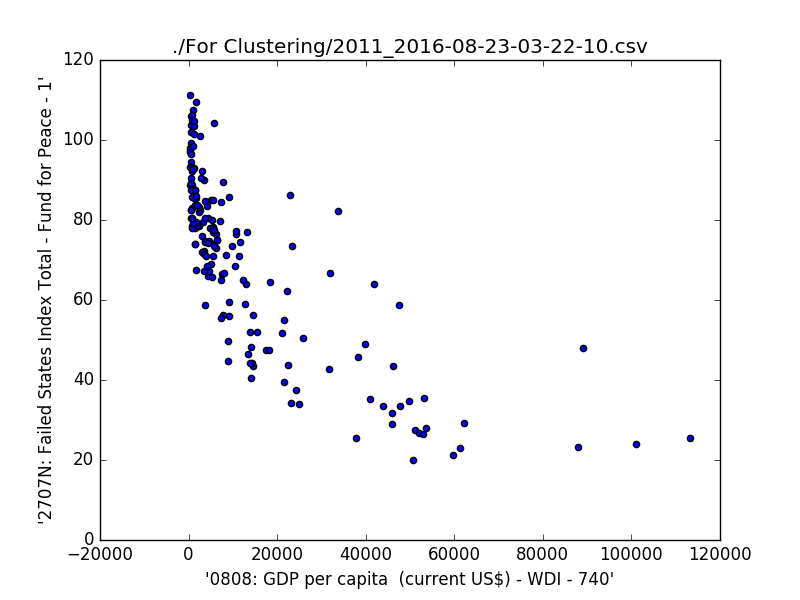 ./For Clustering/2011_2016-08-23-03-22-10.csv
120
100
80
60
40
20
0
'2707N: Failed States Index Total - Fund for Peace - 1'
−20000 0 20000 40000 60000 80000 100000 120000
'0808: GDP per capita  (current US$) - WDI - 740'